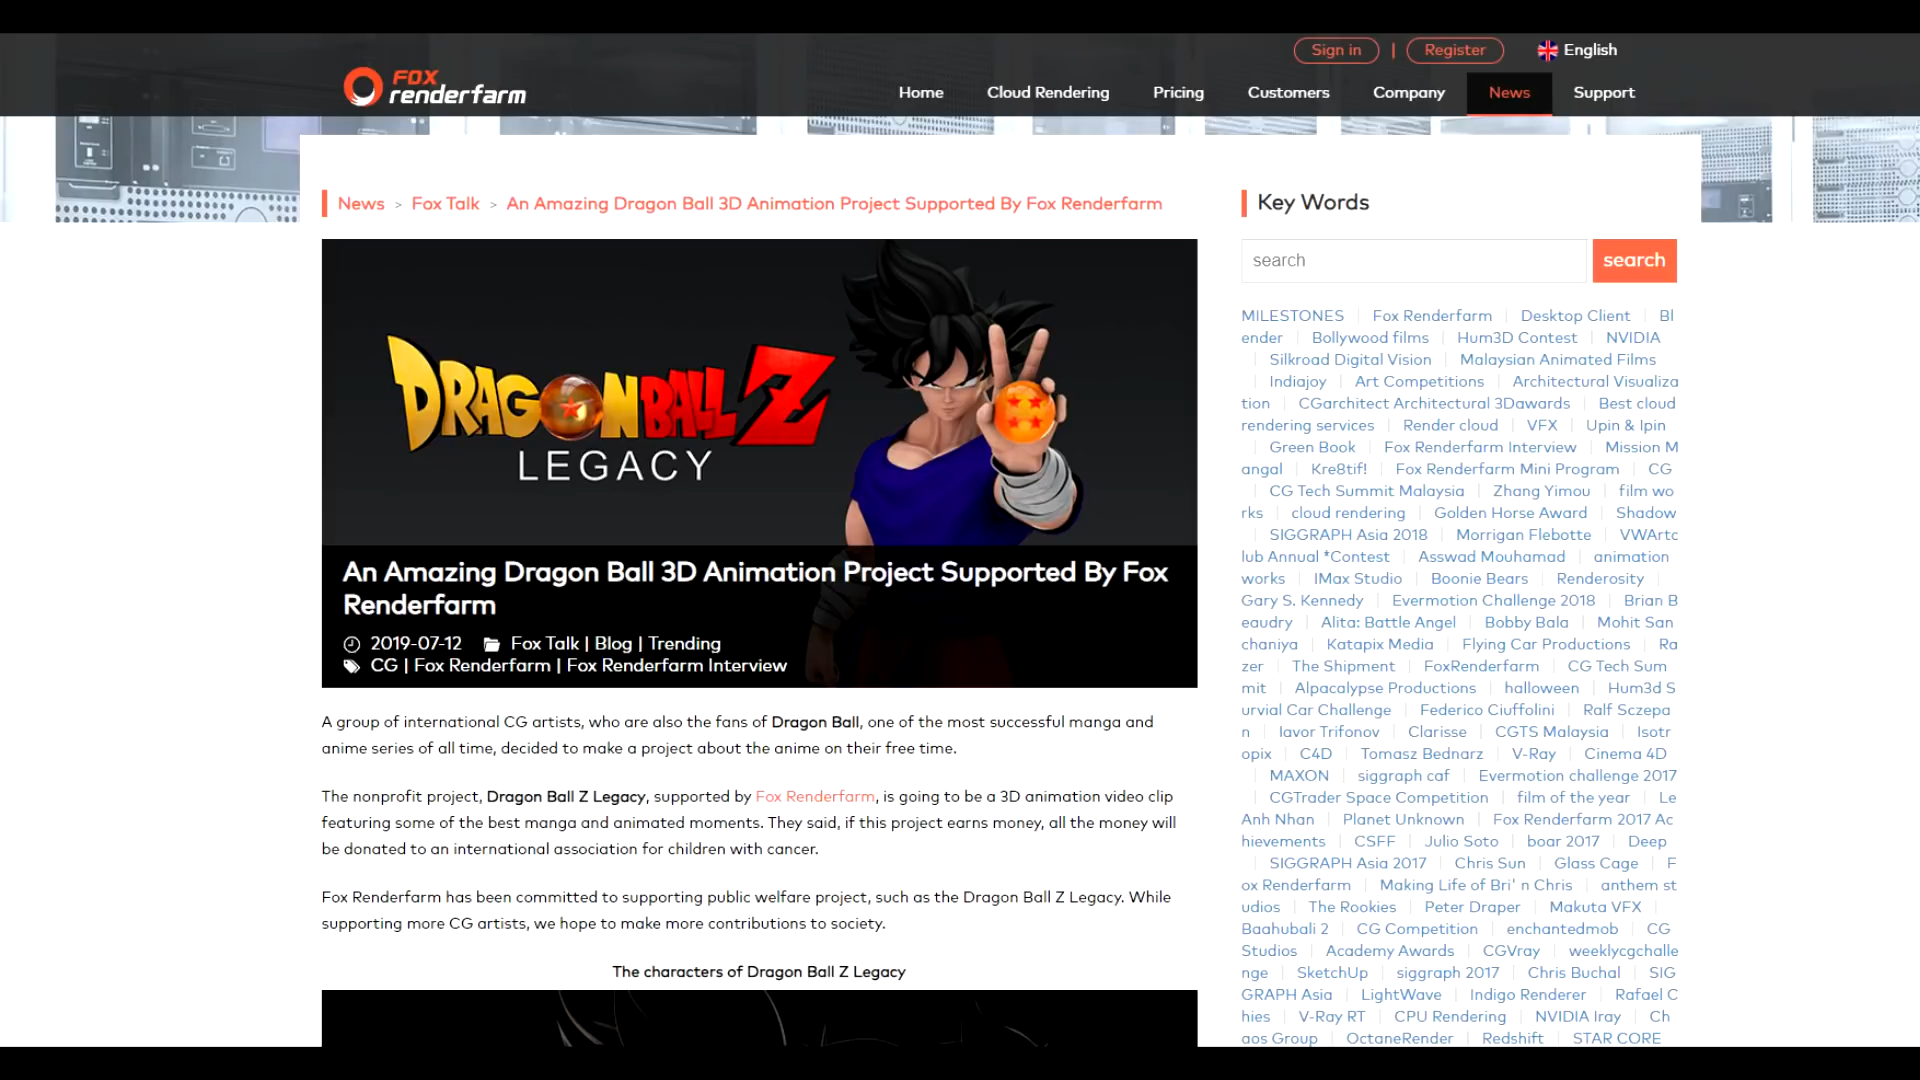 Sign in | Register English
FOX
renderfarm
Home Cloud Rendering Pricing Customers Company News Support
News > Fox Talk > An Amazing Dragon Ball 3D Animation Project Supported By Fox Renderfarm
DRAGON BALL Z
LEGACY
An Amazing Dragon Ball 3D Animation Project Supported By Fox
Renderfarm
2019-07-12 Fox Talk | Blog | Trending
CG | Fox Renderfarm | Fox Renderfarm Interview
A group of international CG artists, who are also the fans of Dragon Ball, one of the most successful manga and
anime series of all time, decided to make a project about the anime on their free time.
The nonprofit project, Dragon Ball Z Legacy, supported by Fox Renderfarm, is going to be a 3D animation video clip
featuring some of the best manga and animated moments. They said, if this project earns money, all the money will
be donated to an international association for children with cancer.
Fox Renderfarm has been committed to supporting public welfare project, such as the Dragon Ball Z Legacy. While
supporting more CG artists, we hope to make more contributions to society.
The characters of Dragon Ball Z Legacy
Key Words
search search
MILESTONES | Fox Renderfarm | Desktop Client | Bl
ender | Bollywood films | Hum3D Contest | NVIDIA
| Silkroad Digital Vision | Malaysian Animated Films
| Indiajoy | Art Competitions | Architectural Visualiza
tion | CGarchitect Architectural 3Dawards | Best cloud
rendering services | Render cloud | VFX | Upin & Ipin
| Green Book | Fox Renderfarm Interview | Mission M
angal | Kre8tif! | Fox Renderfarm Mini Program | CG
| CG Tech Summit Malaysia | Zhang Yimou | film wo
rks | cloud rendering | Golden Horse Award | Shadow
| SIGGRAPH Asia 2018 | Morrigan Flebotte | VWArtc
lub Annual *Contest | Asswad Mouhamad | animation
works | IMax Studio | Boonie Bears | Renderosity |
Gary S. Kennedy | Evermotion Challenge 2018 | Brian B
eaudry | Alita: Battle Angel | Bobby Bala | Mohit San
chaniya | Katapix Media | Flying Car Productions | Ra
zer | The Shipment | FoxRenderfarm | CG Tech Sum
mit | Alpacalypse Productions | halloween | Hum3d S
urvial Car Challenge | Federico Ciuffolini | Ralf Sczepa
n | Iavor Trifonov | Clarisse | CGTS Malaysia | Isotr
opix | C4D | Tomasz Bednarz | V-Ray | Cinema 4D
| MAXON | siggraph caf | Evermotion challenge 2017
| CGTrader Space Competition | film of the year | Le
Anh Nhan | Planet Unknown | Fox Renderfarm 2017 Ac
hievements | CSFF | Julio Soto | boar 2017 | Deep
| SIGGRAPH Asia 2017 | Chris Sun | Glass Cage | F
ox Renderfarm | Making Life of Bri' n Chris | anthem st
udios | The Rookies | Peter Draper | Makuta VFX |
Baahubali 2 | CG Competition | enchantedmob | CG
Studios | Academy Awards | CGVray | weeklycgchalle
nge | SketchUp | siggraph 2017 | Chris Buchal | SIG
GRAPH Asia | LightWave | Indigo Renderer | Rafael C
hies | V-Ray RT | CPU Rendering | NVIDIA Iray | Ch
aos Group | OctaneRender | Redshift | STAR CORE